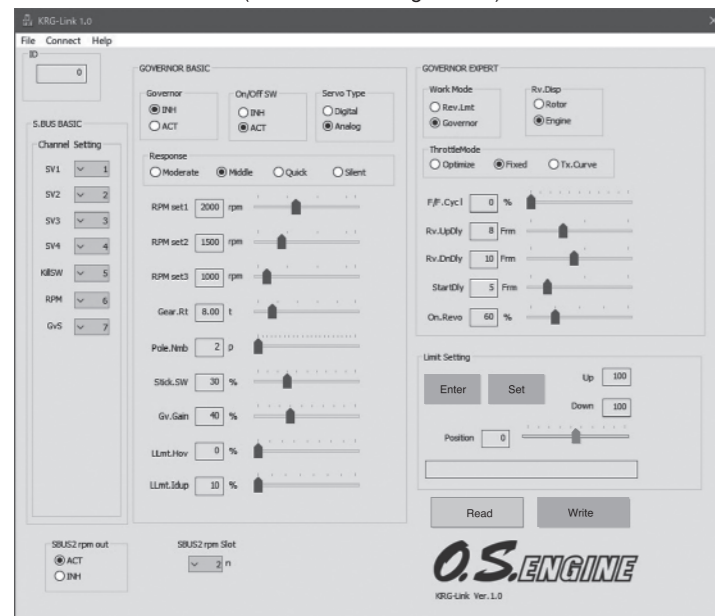 KRG-Link 1.0
File Connect Help
ID
0
S.BUS BASIC
Channel Setting
SV1 1
SV2 2
SV3 3
SV4 4
KillSW 5
RPM 6
GvS 7
GOVERNOR BASIC
Governor
INH
ACT
On/Off SW
INH
ACT
Servo Type
Digital
Analog
Response
Moderate Middle Quick Silent
RPM set1 2000 rpm
RPM set2 1500 rpm
RPM set3 1000 rpm
Gear.Rt 8.00 t
Pole.Nmb 2 p
Stick.SW 30 %
Gv.Gain 40 %
LLmt.Hov 0 %
LLmt.Idup 10 %
GOVERNOR EXPERT
Work Mode
Rev.Lmt
Governor
Rv.Disp
Rotor
Engine
ThrottleMode
Optimize Fixed Tx.Curve
F/F.Cycl 0 %
Rv.UpDly 8 Frm
Rv.DnDly 10 Frm
StartDly 5 Frm
On.Revo 60 %
Limit Setting
Enter Set
Up 100
Down 100
Position 0
Read Write
SBUS2 rpm out
ACT
INH
SBUS2 rpm Slot
2 n
O.S.ENGINE
KRG-Link Ver.1.0